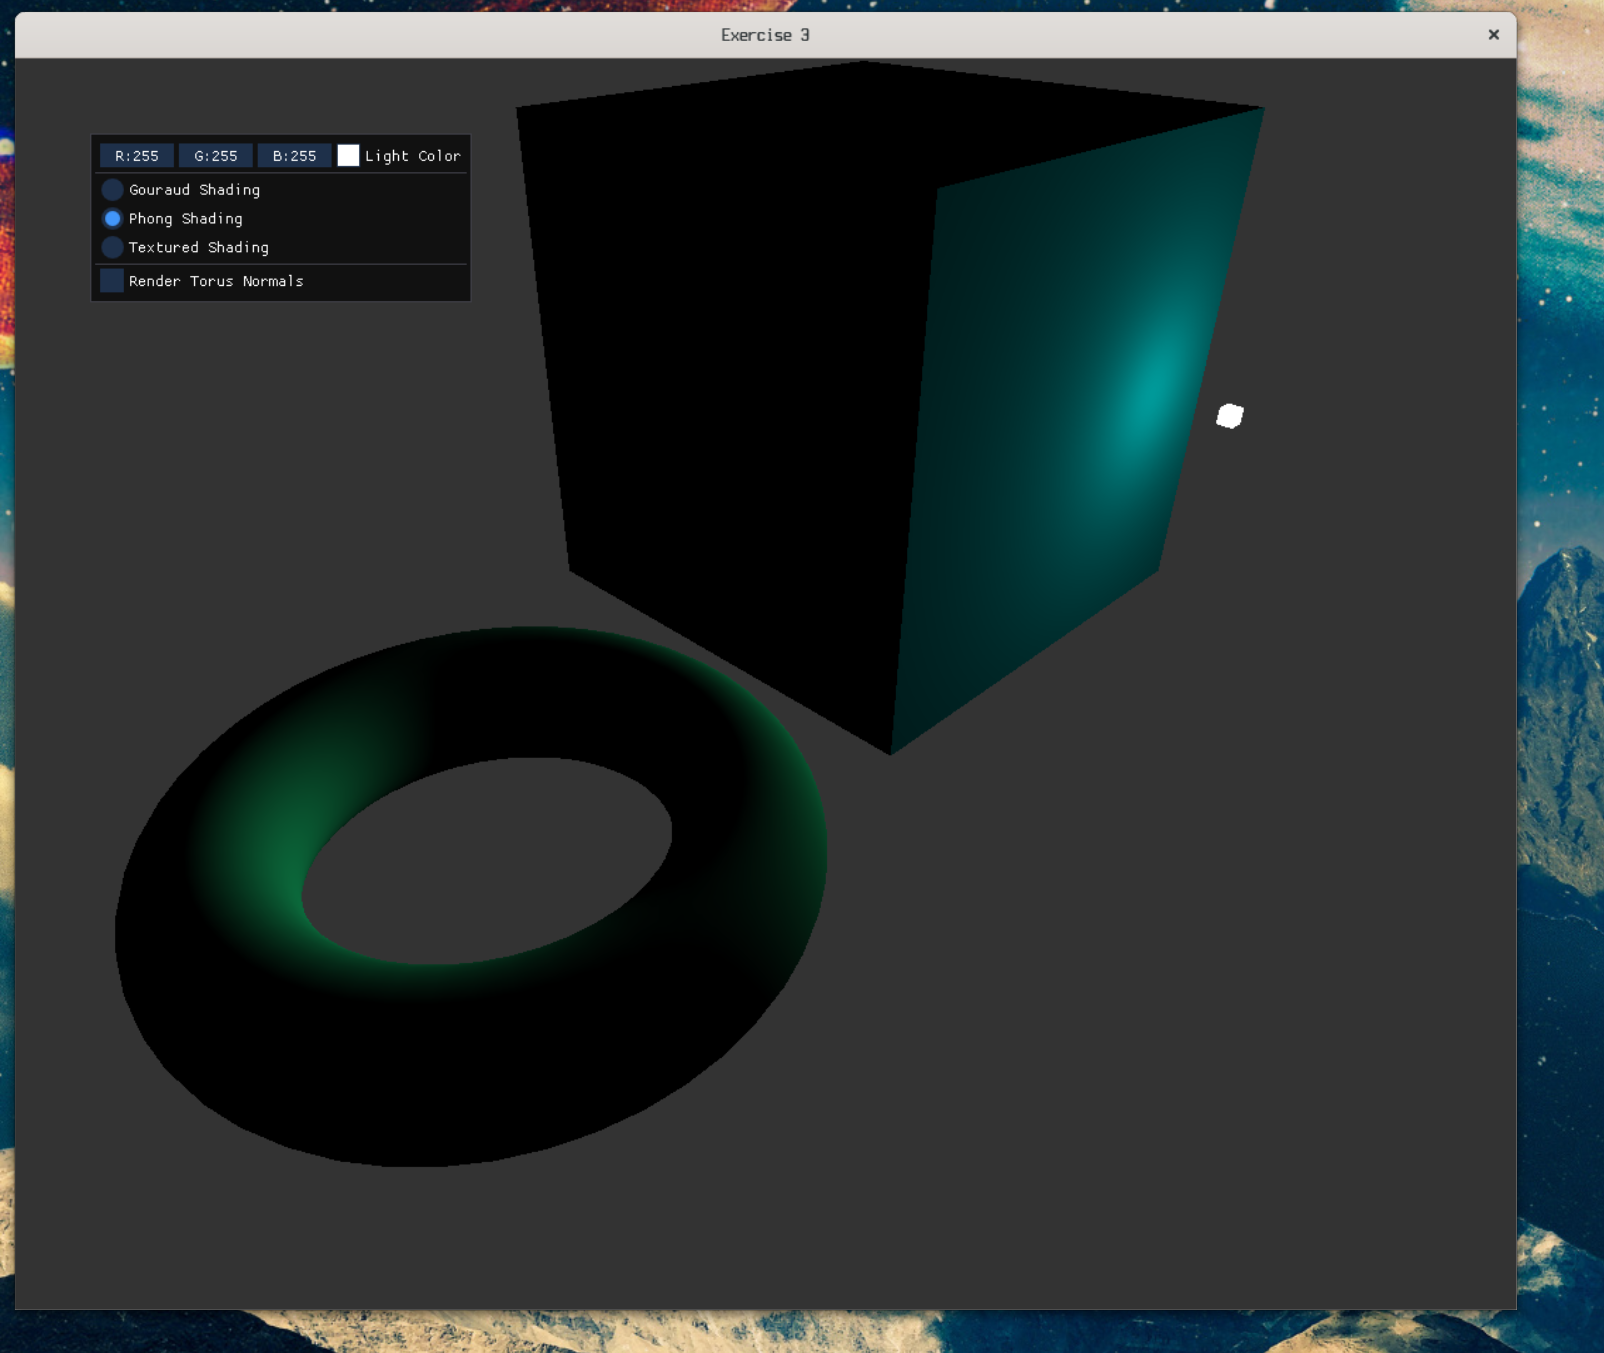 Exercise 3
R:255 G:255 B:255 Light Color
Gouraud Shading
Phong Shading
Textured Shading
Render Torus Normals